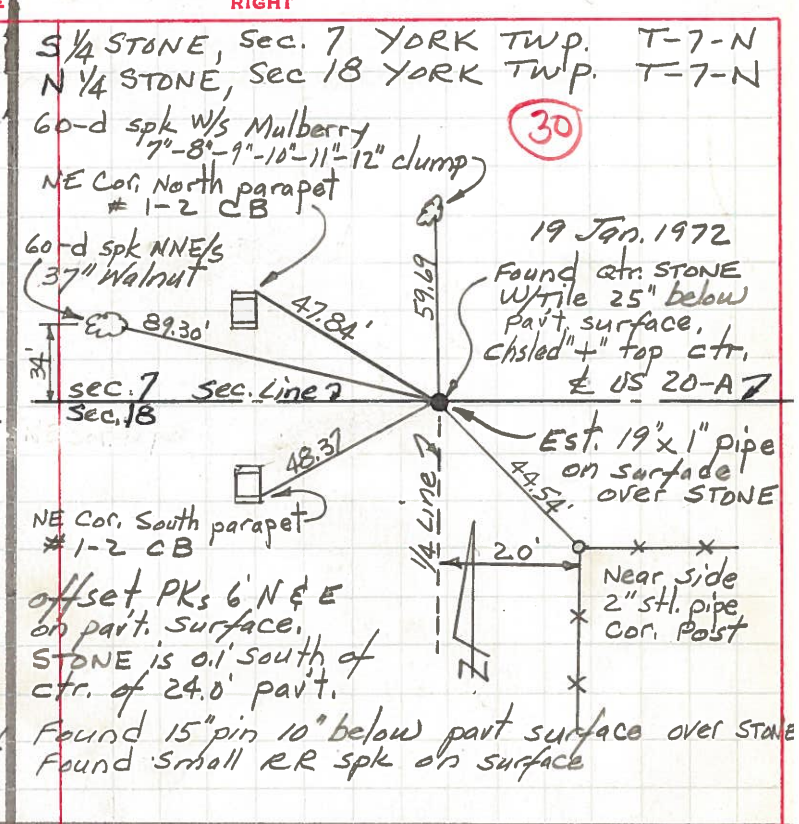 RIGHT
S 1/4 STONE, Sec. 7 YORK TWP. T-7-N
N 1/4 STONE, Sec 18 YORK TWP. T-7-N
30
60-d spk W/s Mulberry
7"-8"-9"-10"-11"-12" clump
NE Cor. North parapet
# 1-2 CB
60-d spk NNE/s
37" Walnut
19 Jan. 1972
Found Qtr. STONE
W/Tile 25" below
pav't. surface,
chsled "+" top ctr.
℄ US 20-A
59.69
47.84'
89.30'
34'
Sec. 7 Sec. Line
Sec. 18
Est. 19" x 1" pipe
on surface
over STONE
48.37
44.54'
1/4 Line
NE Cor. South parapet
# 1-2 CB
20'
Near side
2" stl. pipe
Cor. Post
N
offset PKs 6' N & E
on pav't. surface.
STONE is 0.1' South of
ctr. of 24.0' pav't.
Found 15" pin 10" below pavt surface over STONE
Found small RR spk on surface